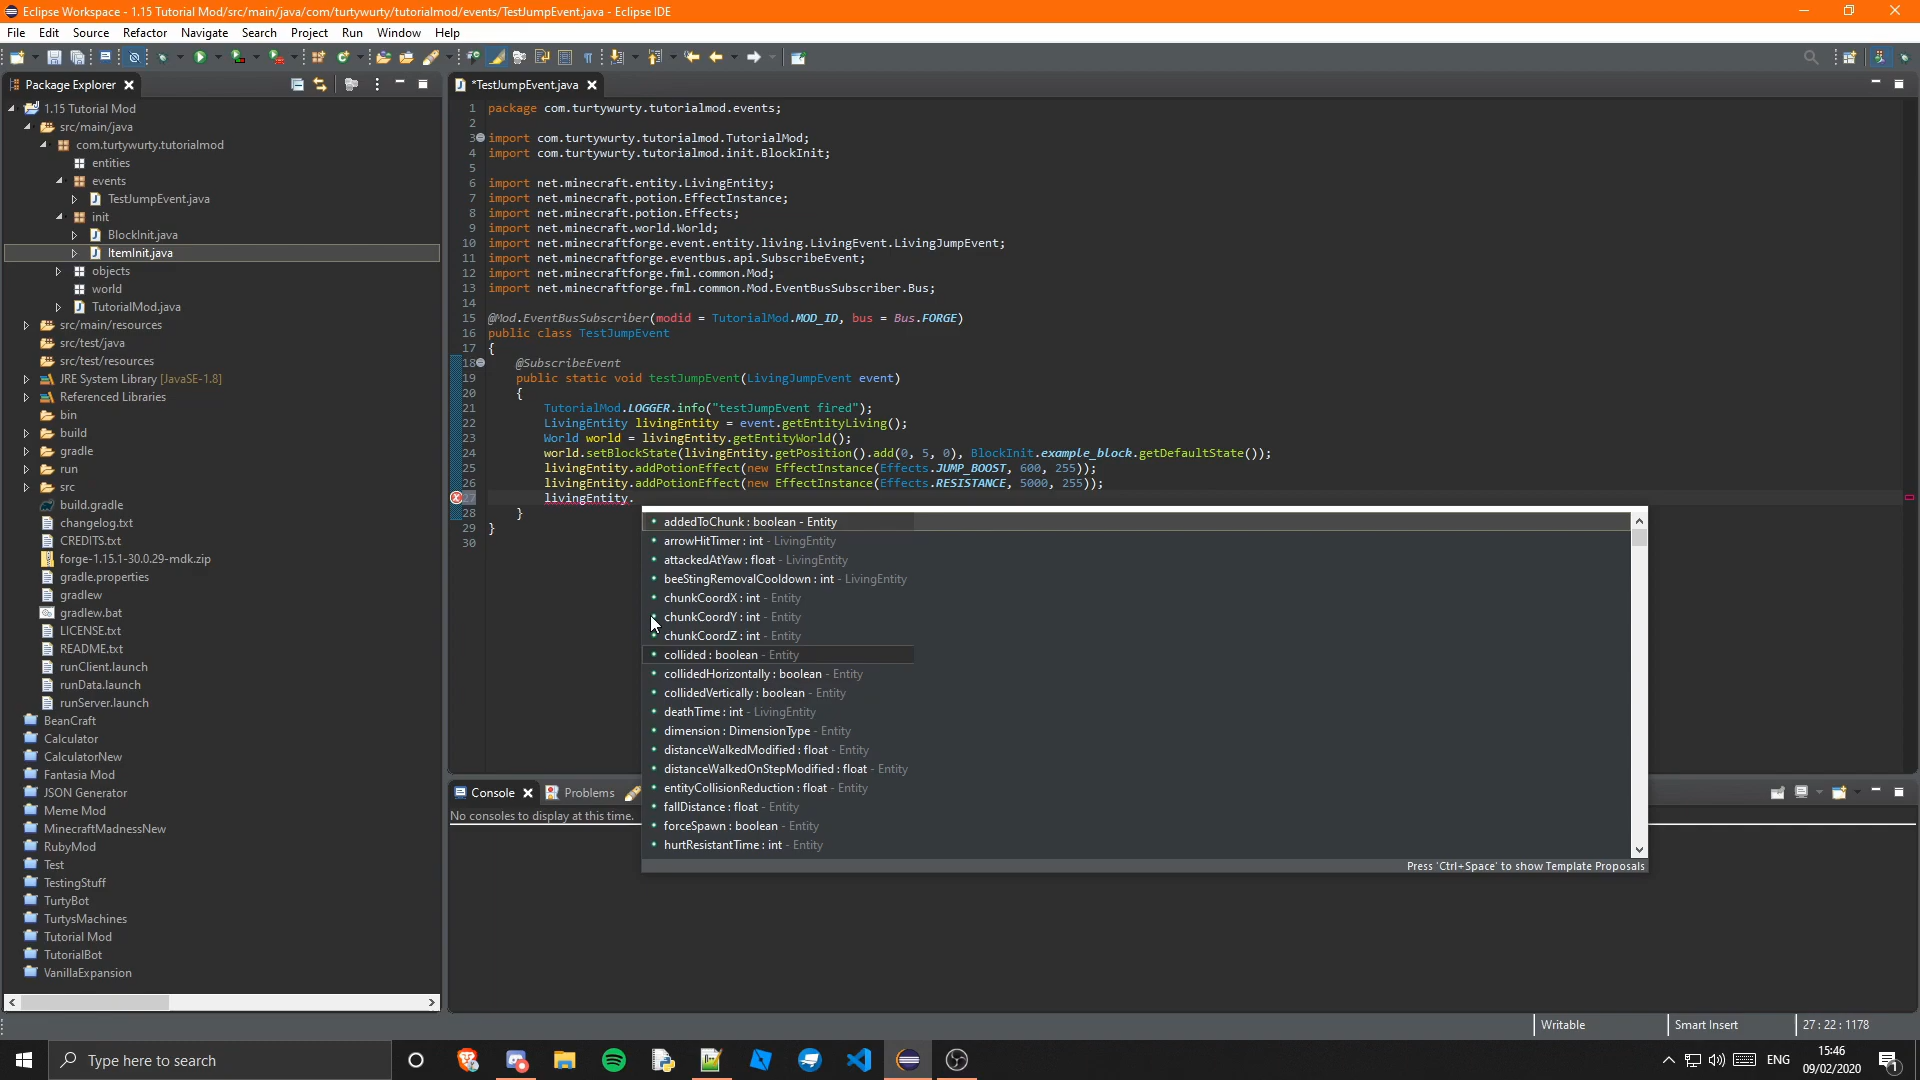 Eclipse Workspace - 1.15 Tutorial Mod/src/main/java/com/turtywurty/tutorialmod/events/TestJumpEvent.java - Eclipse IDE
File Edit Source Refactor Navigate Search Project Run Window Help
Package Explorer
1.15 Tutorial Mod
src/main/java
com.turtywurty.tutorialmod
entities
events
TestJumpEvent.java
init
BlockInit.java
ItemInit.java
objects
world
TutorialMod.java
src/main/resources
src/test/java
src/test/resources
JRE System Library [JavaSE-1.8]
Referenced Libraries
bin
build
gradle
run
src
build.gradle
changelog.txt
CREDITS.txt
forge-1.15.1-30.0.29-mdk.zip
gradle.properties
gradlew
gradlew.bat
LICENSE.txt
README.txt
runClient.launch
runData.launch
runServer.launch
BeanCraft
Calculator
CalculatorNew
Fantasia Mod
JSON Generator
Meme Mod
MinecraftMadnessNew
RubyMod
Test
TestingStuff
TurtyBot
TurtysMachines
Tutorial Mod
TutorialBot
VanillaExpansion
*TestJumpEvent.java
1 package com.turtywurty.tutorialmod.events;
2
3 import com.turtywurty.tutorialmod.TutorialMod;
4 import com.turtywurty.tutorialmod.init.BlockInit;
5
6 import net.minecraft.entity.LivingEntity;
7 import net.minecraft.potion.EffectInstance;
8 import net.minecraft.potion.Effects;
9 import net.minecraft.world.World;
10 import net.minecraftforge.event.entity.living.LivingEvent.LivingJumpEvent;
11 import net.minecraftforge.eventbus.api.SubscribeEvent;
12 import net.minecraftforge.fml.common.Mod;
13 import net.minecraftforge.fml.common.Mod.EventBusSubscriber.Bus;
14
15 @Mod.EventBusSubscriber(modid = TutorialMod.MOD_ID, bus = Bus.FORGE)
16 public class TestJumpEvent
17 {
18 @SubscribeEvent
19 public static void testJumpEvent(LivingJumpEvent event)
20 {
21 TutorialMod.LOGGER.info("testJumpEvent fired");
22 LivingEntity livingEntity = event.getEntityLiving();
23 World world = livingEntity.getEntityWorld();
24 world.setBlockState(livingEntity.getPosition().add(0, 5, 0), BlockInit.example_block.getDefaultState());
25 livingEntity.addPotionEffect(new EffectInstance(Effects.JUMP_BOOST, 600, 255));
26 livingEntity.addPotionEffect(new EffectInstance(Effects.RESISTANCE, 5000, 255));
27 livingEntity.
28 }
29 }
30
addedToChunk : boolean - Entity
arrowHitTimer : int - LivingEntity
attackedAtYaw : float - LivingEntity
beeStingRemovalCooldown : int - LivingEntity
chunkCoordX : int - Entity
chunkCoordY : int - Entity
chunkCoordZ : int - Entity
collided : boolean - Entity
collidedHorizontally : boolean - Entity
collidedVertically : boolean - Entity
deathTime : int - LivingEntity
dimension : DimensionType - Entity
distanceWalkedModified : float - Entity
distanceWalkedOnStepModified : float - Entity
entityCollisionReduction : float - Entity
fallDistance : float - Entity
forceSpawn : boolean - Entity
hurtResistantTime : int - Entity
Press 'Ctrl+Space' to show Template Proposals
Console Problems
No consoles to display at this time.
Writable Smart Insert 27 : 22 : 1178
Type here to search
ENG
15:46
09/02/2020
1